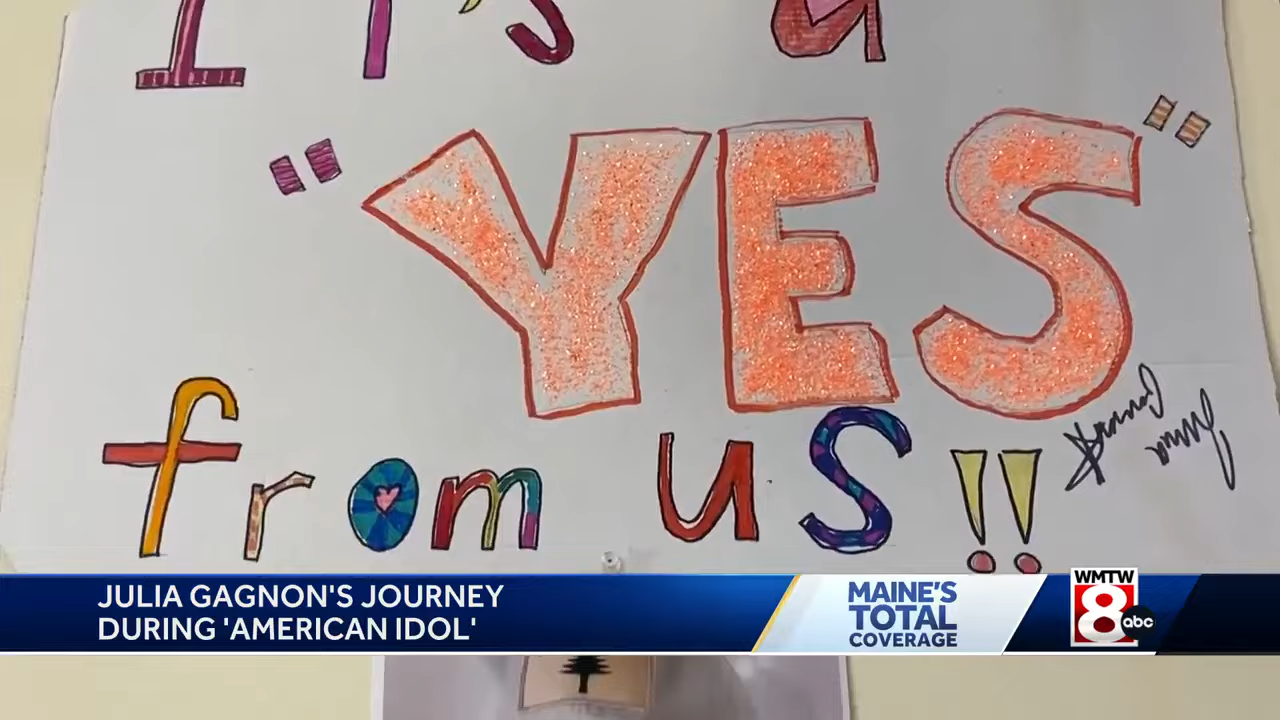 It's a
"YES"
from us!!
JULIA GAGNON'S JOURNEY
DURING 'AMERICAN IDOL'
MAINE'S
TOTAL
COVERAGE
WMTW
8
abc